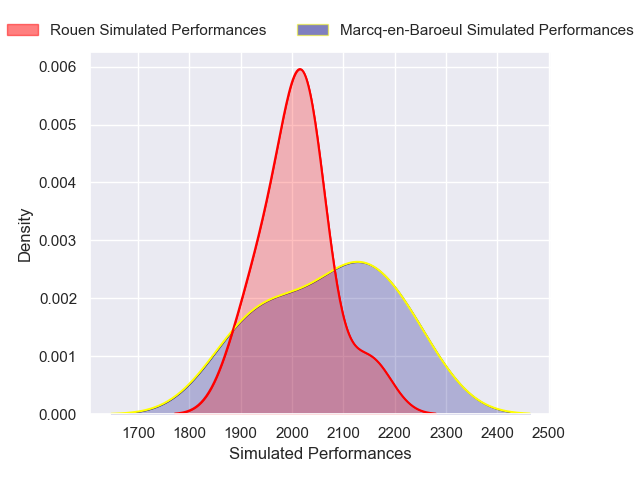 Rouen Simulated Performances Marcq-en-Baroeul Simulated Performances
0.006
0.005
0.004
0.003
0.002
0.001
0.000
Density
1700 1800 1900 2000 2100 2200 2300 2400 2500
Simulated Performances